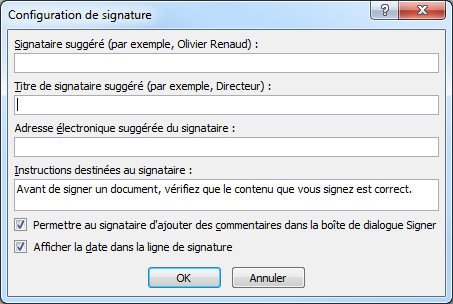 Configuration de signature
Signataire suggéré (par exemple, Olivier Renaud) :
Titre de signataire suggéré (par exemple, Directeur) :
Adresse électronique suggérée du signataire :
Instructions destinées au signataire :
Avant de signer un document, vérifiez que le contenu que vous signez est correct.
Permettre au signataire d'ajouter des commentaires dans la boîte de dialogue Signer
Afficher la date dans la ligne de signature
OK Annuler